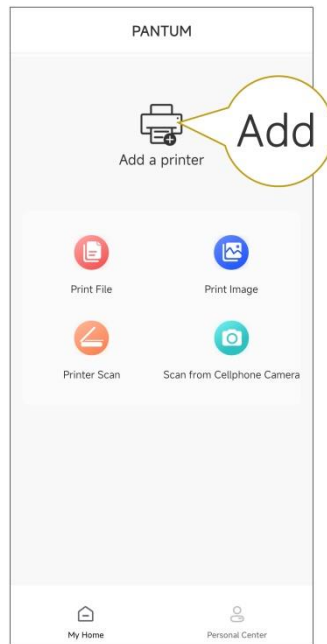 PANTUM
Add
Add a printer
Print File
Print Image
Printer Scan
Scan from Cellphone Camera
My Home
Personal Center